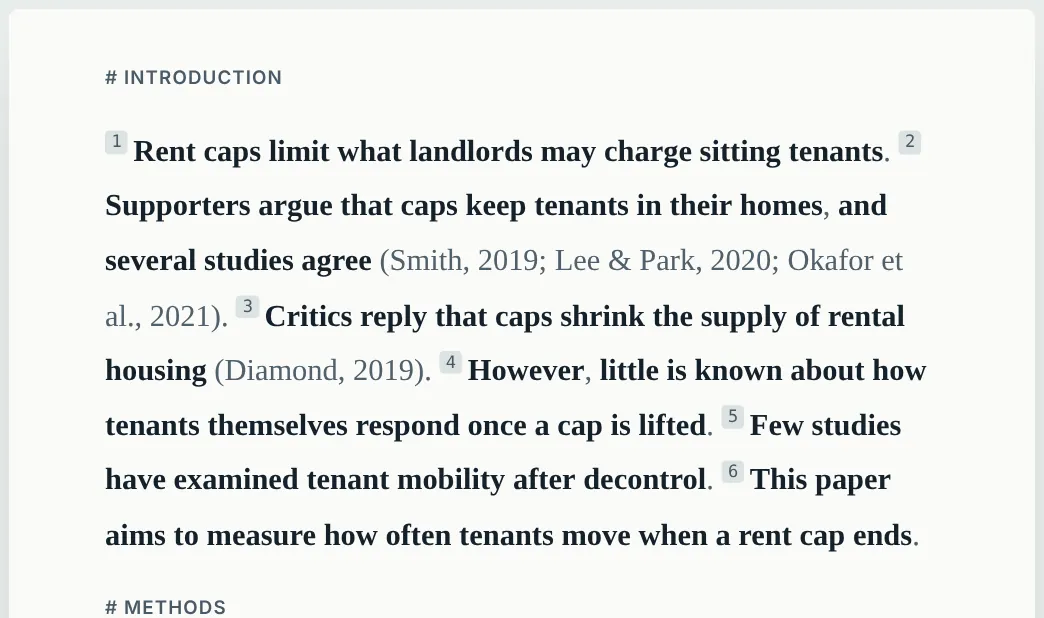 # INTRODUCTION
1 Rent caps limit what landlords may charge sitting tenants. 2
Supporters argue that caps keep tenants in their homes, and
several studies agree (Smith, 2019; Lee & Park, 2020; Okafor et
al., 2021). 3 Critics reply that caps shrink the supply of rental
housing (Diamond, 2019). 4 However, little is known about how
tenants themselves respond once a cap is lifted. 5 Few studies
have examined tenant mobility after decontrol. 6 This paper
aims to measure how often tenants move when a rent cap ends.
# METHODS